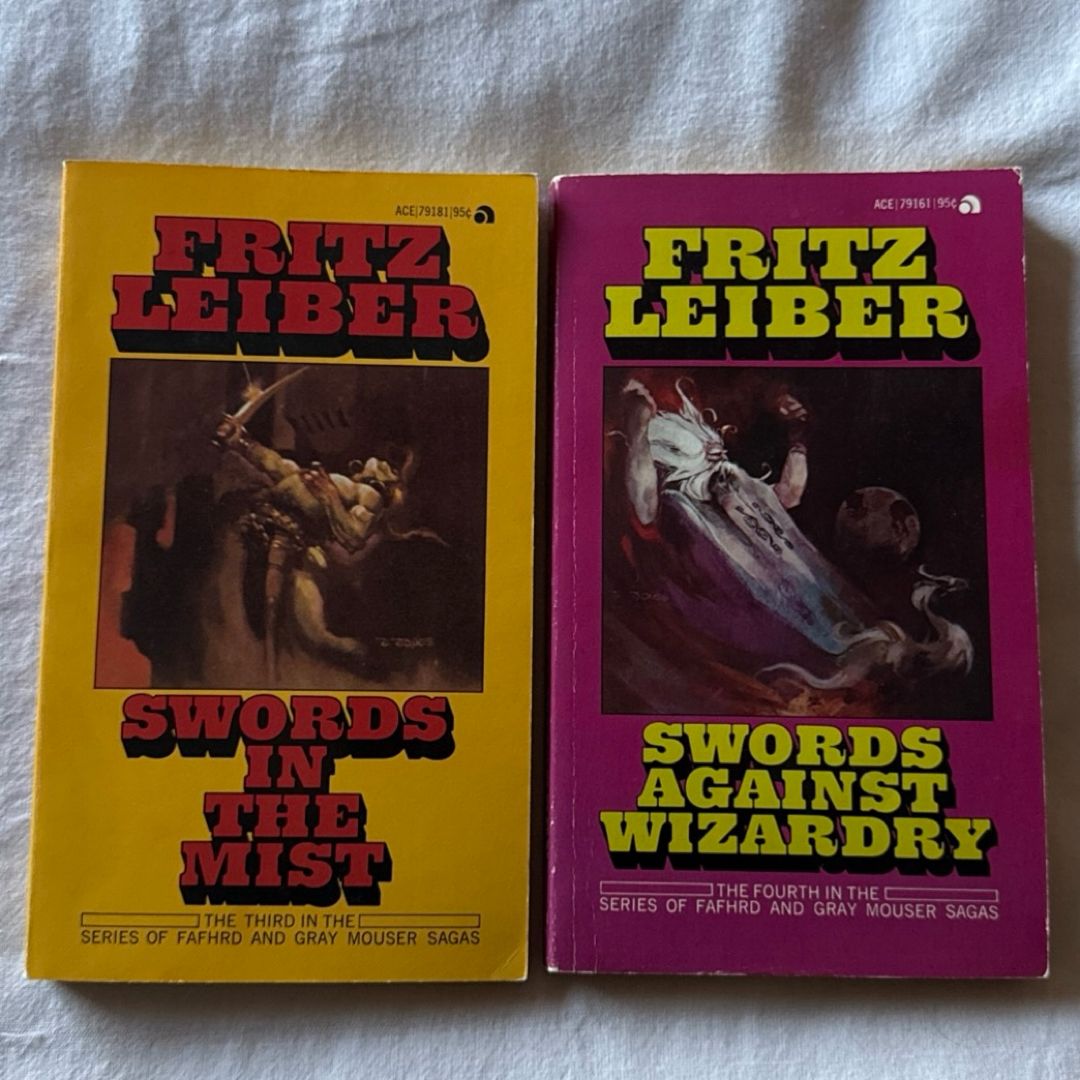 ACE|79181|95¢
FRITZ
LEIBER
SWORDS
IN
THE
MIST
THE THIRD IN THE
SERIES OF FAFHRD AND GRAY MOUSER SAGAS
ACE|79161|95¢
FRITZ
LEIBER
SWORDS
AGAINST
WIZARDRY
THE FOURTH IN THE
SERIES OF FAFHRD AND GRAY MOUSER SAGAS